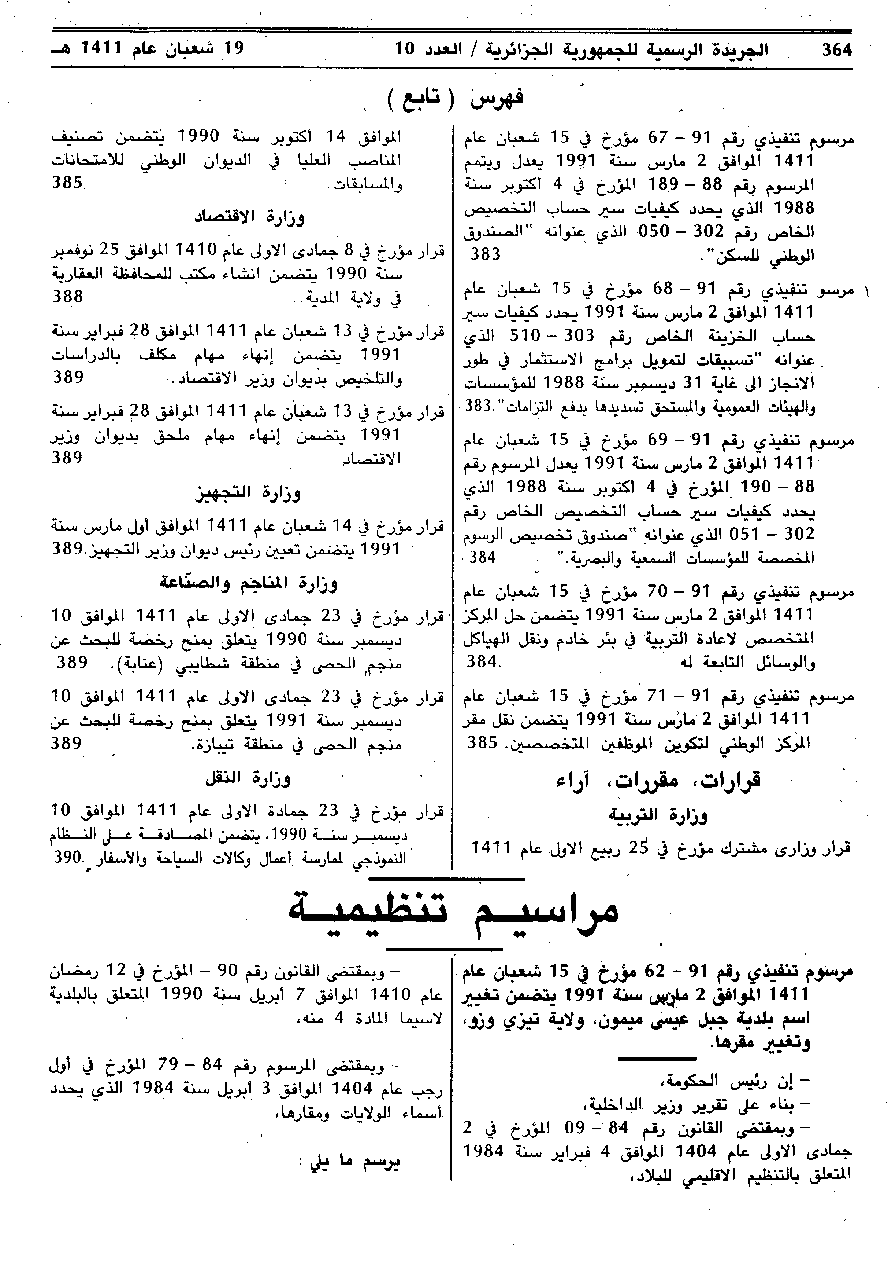 364 الجريدة الرسمية للجمهورية الجزائرية / العدد 10 19 شعبان عام 1411 هـ
فهرس ( تابع )
مرسوم تنفيذي رقم 91 – 67 مؤرخ في 15 شعبان عام
1411 الموافق 2 مارس سنة 1991 يعدل ويتمم
المرسوم رقم 88 – 189 المؤرخ في 4 اكتوبر سنة
1988 الذي يحدد كيفيات سير حساب التخصيص
الخاص رقم 302 – 050 الذي عنوانه "الصندوق
الوطني للسكن". 383
مرسو تنفيذي رقم 91 – 68 مؤرخ في 15 شعبان عام
1411 الموافق 2 مارس سنة 1991 يحدد كيفيات سير
حساب الخزينة الخاص رقم 303 – 510 الذي
عنوانه "تسبيقات لتمويل برامج الاستثمار في طور
الانجاز الى غاية 31 ديسمبر سنة 1988 للمؤسسات
والهيئات العمومية والمستحق تسديدها بدفع التزامات".383
مرسوم تنفيذي رقم 91 – 69 مؤرخ في 15 شعبان عام
1411 الموافق 2 مارس سنة 1991 يعدل المرسوم رقم
88 – 190 المؤرخ في 4 اكتوبر سنة 1988 الذي
يحدد كيفيات سير حساب التخصيص الخاص رقم
302 – 051 الذي عنوانه "صندوق تخصيص الرسوم
المخصصة للمؤسسات السمعية والبصرية." 384
مرسوم تنفيذي رقم 91 – 70 مؤرخ في 15 شعبان عام
1411 الموافق 2 مارس سنة 1991 يتضمن حل المركز
المتخصص لاعادة التربية في بئر خادم ونقل الهياكل
والوسائل التابعة له 384.
مرسوم تنفيذي رقم 91 – 71 مؤرخ في 15 شعبان عام
1411 الموافق 2 مارس سنة 1991 يتضمن نقل مقر
المركز الوطني لتكوين الموظفين المتخصصين. 385
قرارات، مقررات، آراء
وزارة التربية
قرار وزارى مشترك مؤرخ في 25 ربيع الاول عام 1411
الموافق 14 اكتوبر سنة 1990 يتضمن تصنيف
المناصب العليا في الديوان الوطني للامتحانات
والمسابقات. 385
وزارة الاقتصاد
قرار مؤرخ في 8 جمادى الاولى عام 1410 الموافق 25 نوفمبر
سنة 1990 يتضمن انشاء مكتب للمحافظة العقارية
في ولاية المدية. 388
قرار مؤرخ في 13 شعبان عام 1411 الموافق 28 فبراير سنة
1991 يتضمن إنهاء مهام مكلف بالدراسات
والتلخيص بديوان وزير الاقتصاد. 389
قرار مؤرخ في 13 شعبان عام 1411 الموافق 28 فبراير سنة
1991 يتضمن إنهاء مهام ملحق بديوان وزير
الاقتصاد 389
وزارة التجهيز
قرار مؤرخ في 14 شعبان عام 1411 الموافق أول مارس سنة
1991 يتضمن تعيين رئيس ديوان وزير التجهيز.389
وزارة المناجم والصناعة
قرار مؤرخ في 23 جمادى الاولى عام 1411 الموافق 10
ديسمبر سنة 1990 يتعلق بمنح رخصة للبحث عن
منجم الحصى في منطقة شطايبي (عنابة). 389
قرار مؤرخ في 23 جمادى الاولى عام 1411 الموافق 10
ديسمبر سنة 1991 يتعلق بمنح رخصة للبحث عن
منجم الحصى في منطقة تيبازة. 389
وزارة النقل
قرار مؤرخ في 23 جمادة الاولى عام 1411 الموافق 10
ديسمبر سنة 1990، يتضمن المصادقة على النظام
النموذجي لممارسة أعمال وكالات السياحة والأسفار .390
مراسيم تنظيمية
مرسوم تنفيذي رقم 91 – 62 مؤرخ في 15 شعبان عام
1411 الموافق 2 مارس سنة 1991 يتضمن تغيير
اسم بلدية جبل عيسى ميمون، ولاية تيزي وزو،
وتغيير مقرها.
– إن رئيس الحكومة،
– بناء على تقرير وزير الداخلية،
– وبمقتضى القانون رقم 84 – 09 المؤرخ في 2
جمادى الاولى عام 1404 الموافق 4 فبراير سنة 1984
المتعلق بالتنظيم الاقليمي للبلاد،
– وبمقتضى القانون رقم 90 – المؤرخ في 12 رمضان
عام 1410 الموافق 7 أبريل سنة 1990 المتعلق بالبلدية
لاسيما المادة 4 منه،
- وبمقتضى المرسوم رقم 84 – 79 المؤرخ في أول
رجب عام 1404 الموافق 3 أبريل سنة 1984 الذي يحدد
أسماء الولايات ومقارها،
يرسم ما يلي :